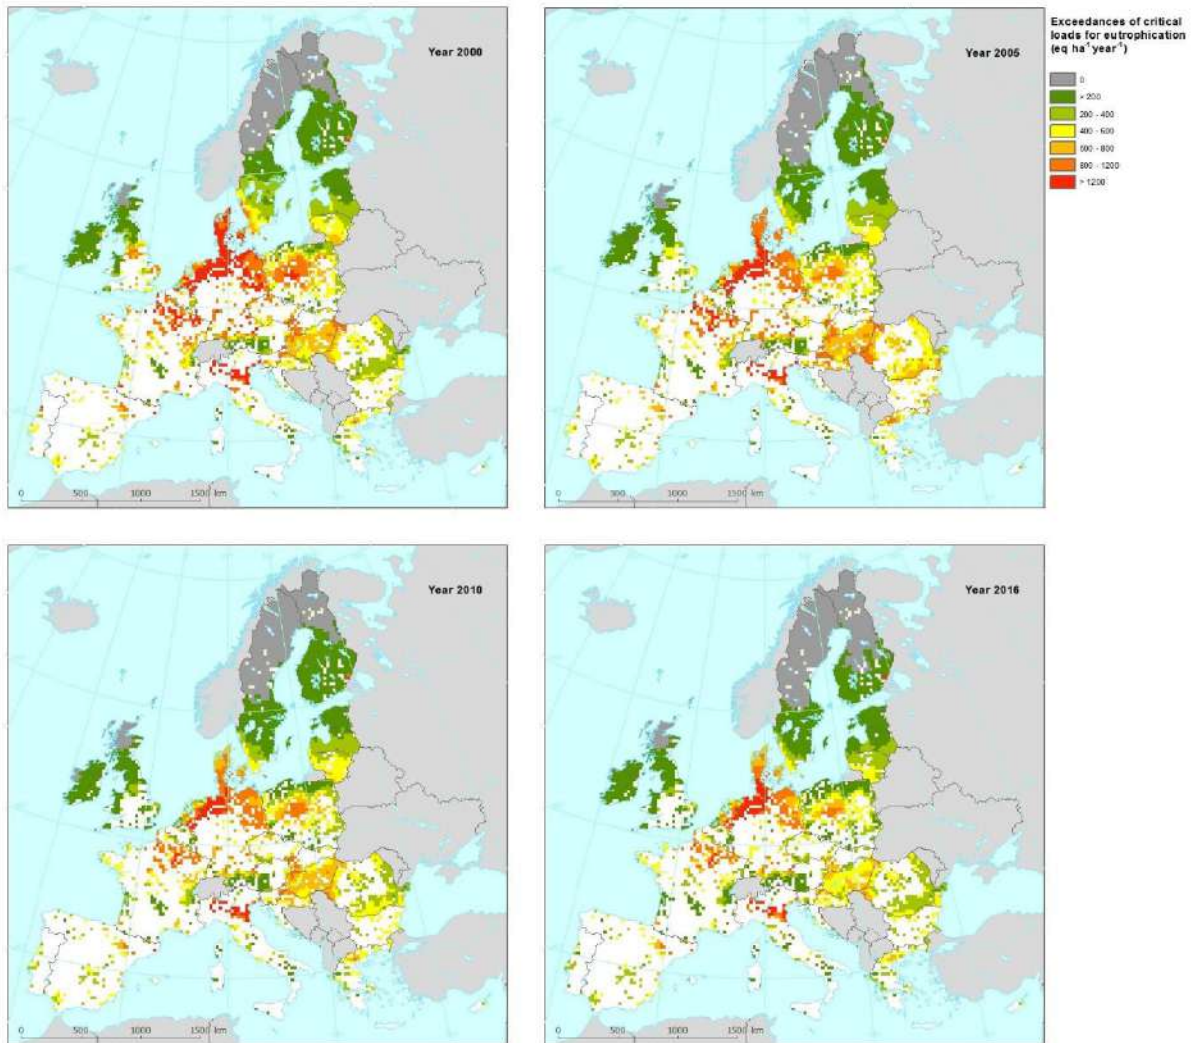 Year 2000
Year 2005
Exceedances of critical
loads for eutrophication
(eq ha⁻¹ year⁻¹)
0
< 200
200 - 400
400 - 600
600 - 800
800 - 1200
> 1200
0 500 1000 1500 km
0 500 1000 1500 km
Year 2010
Year 2016
0 500 1000 1500 km
0 500 1000 1500 km